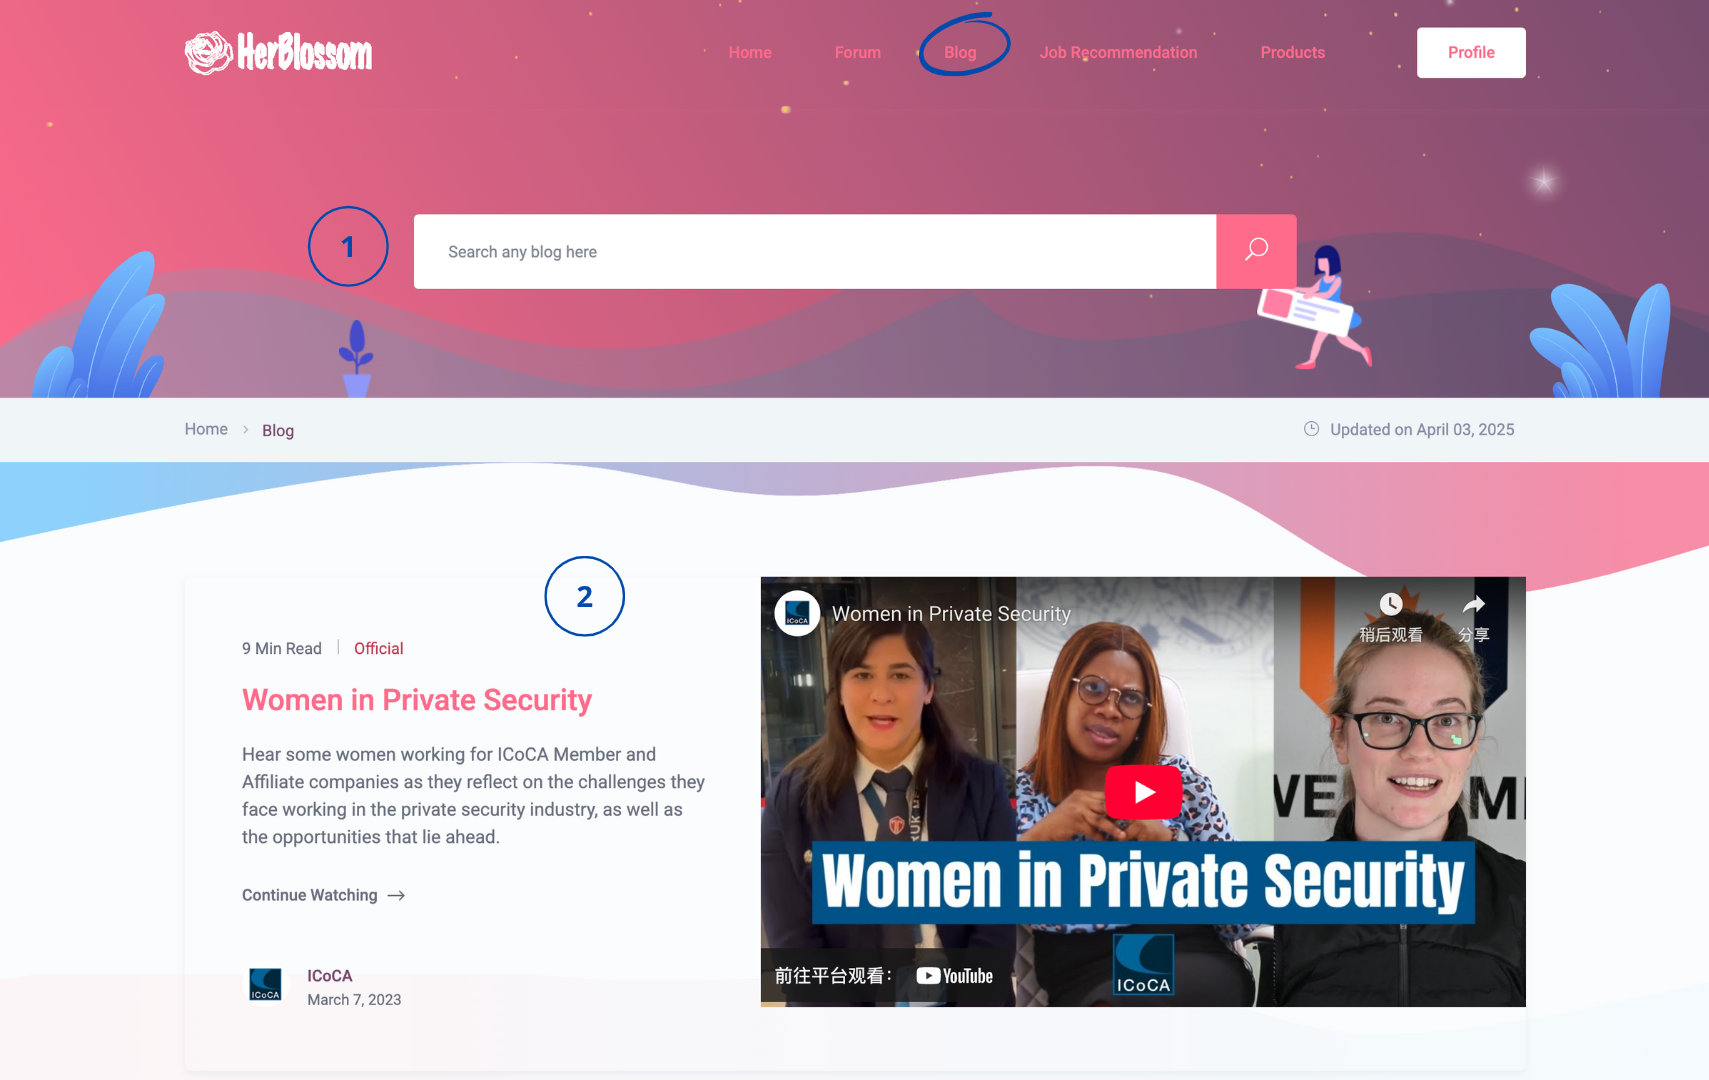 HerBlossom
Home
Forum
Blog
Job Recommendation
Products
Profile
1
Search any blog here
Home
Blog
Updated on April 03, 2025
2
9 Min Read
Official
Women in Private Security
Hear some women working for ICoCA Member and
Affiliate companies as they reflect on the challenges they
face working in the private security industry, as well as
the opportunities that lie ahead.
Continue Watching
ICoCA
ICoCA
March 7, 2023
ICoCA
Women in Private Security
稍后观看
分享
WE
M
Women in Private Security
前往平台观看：
YouTube
ICoCA